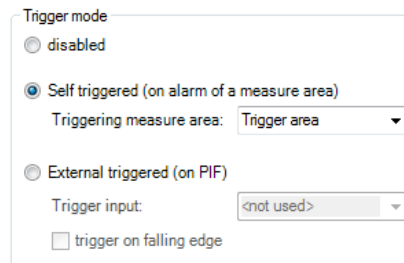 Trigger mode
disabled
Self triggered (on alarm of a measure area)
Triggering measure area: Trigger area
External triggered (on PIF)
Trigger input: <not used>
trigger on falling edge